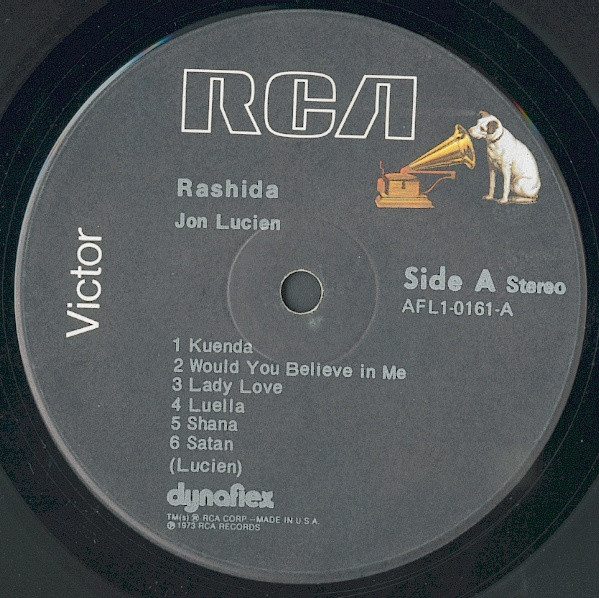 RCA
Rashida
Jon Lucien
Victor
Side A Stereo
AFL1-0161-A
1 Kuenda
2 Would You Believe in Me
3 Lady Love
4 Luella
5 Shana
6 Satan
(Lucien)
dynaflex
TM(s) ® RCA CORP.—MADE IN U.S.A.
℗ 1973 RCA RECORDS